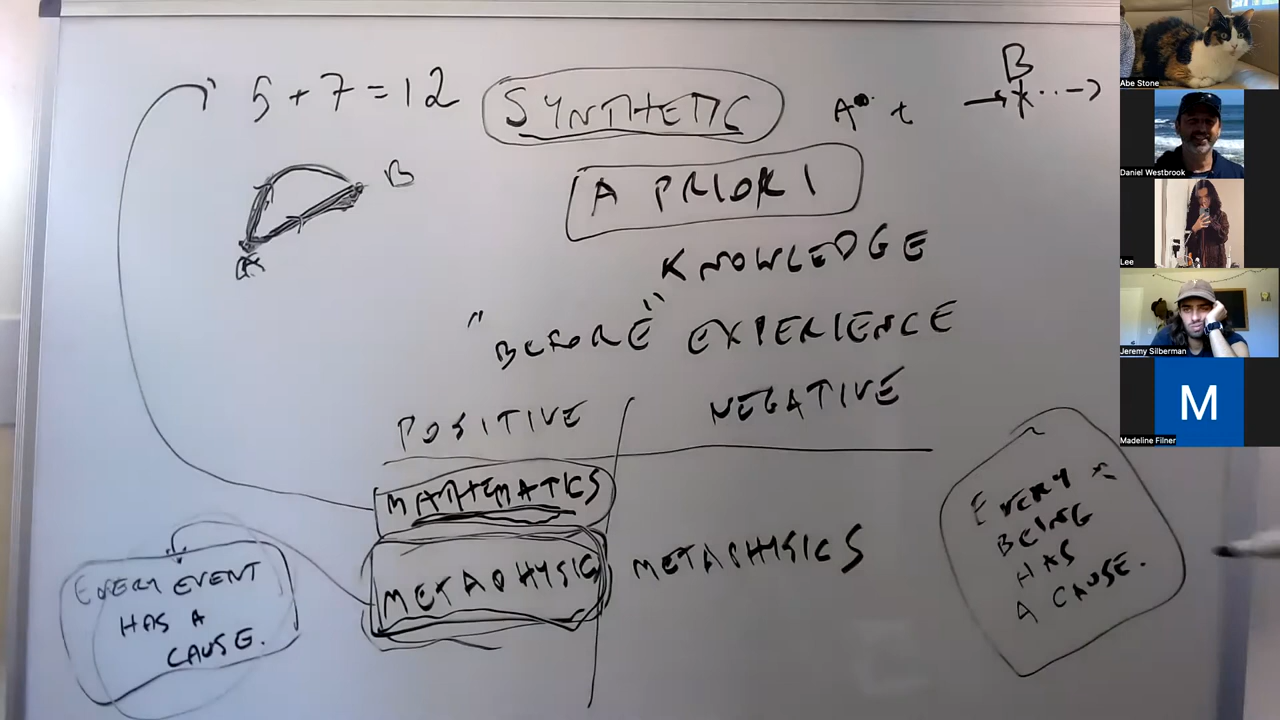 5 + 7 = 12
SYNTHETIC
A t
B
A PRIORI
B
A
KNOWLEDGE
"BEFORE" EXPERIENCE
POSITIVE
NEGATIVE
MATHEMATICS
METAPHYSICS
METAPHYSICS
EVERY EVENT
HAS A
CAUSE.
EVERY
BEING
HAS
A CAUSE.
Abe Stone
Daniel Westbrook
Lee
Jeremy Silberman
M
Madeline Filner